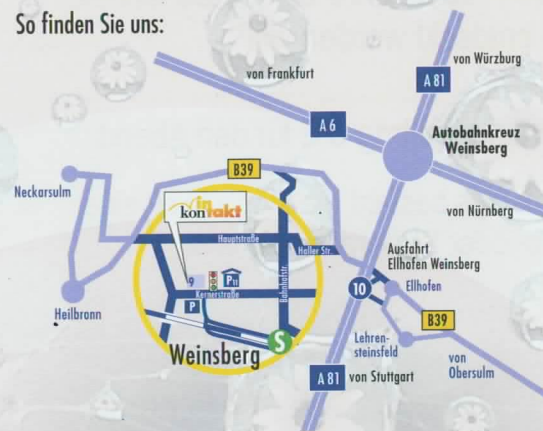 So finden Sie uns:
von Würzburg
von Frankfurt
A 81
A 6
Autobahnkreuz
Weinsberg
B39
Neckarsulm
in
kontakt
von Nürnberg
Hauptstraße
Haller Str.
Ausfahrt
Ellhofen Weinsberg
9
P
Bahnhofstr.
10
Ellhofen
Kernerstraße
P
Heilbronn
B39
S
Lehren-
steinsfeld
Weinsberg
von
Obersulm
A 81
von Stuttgart